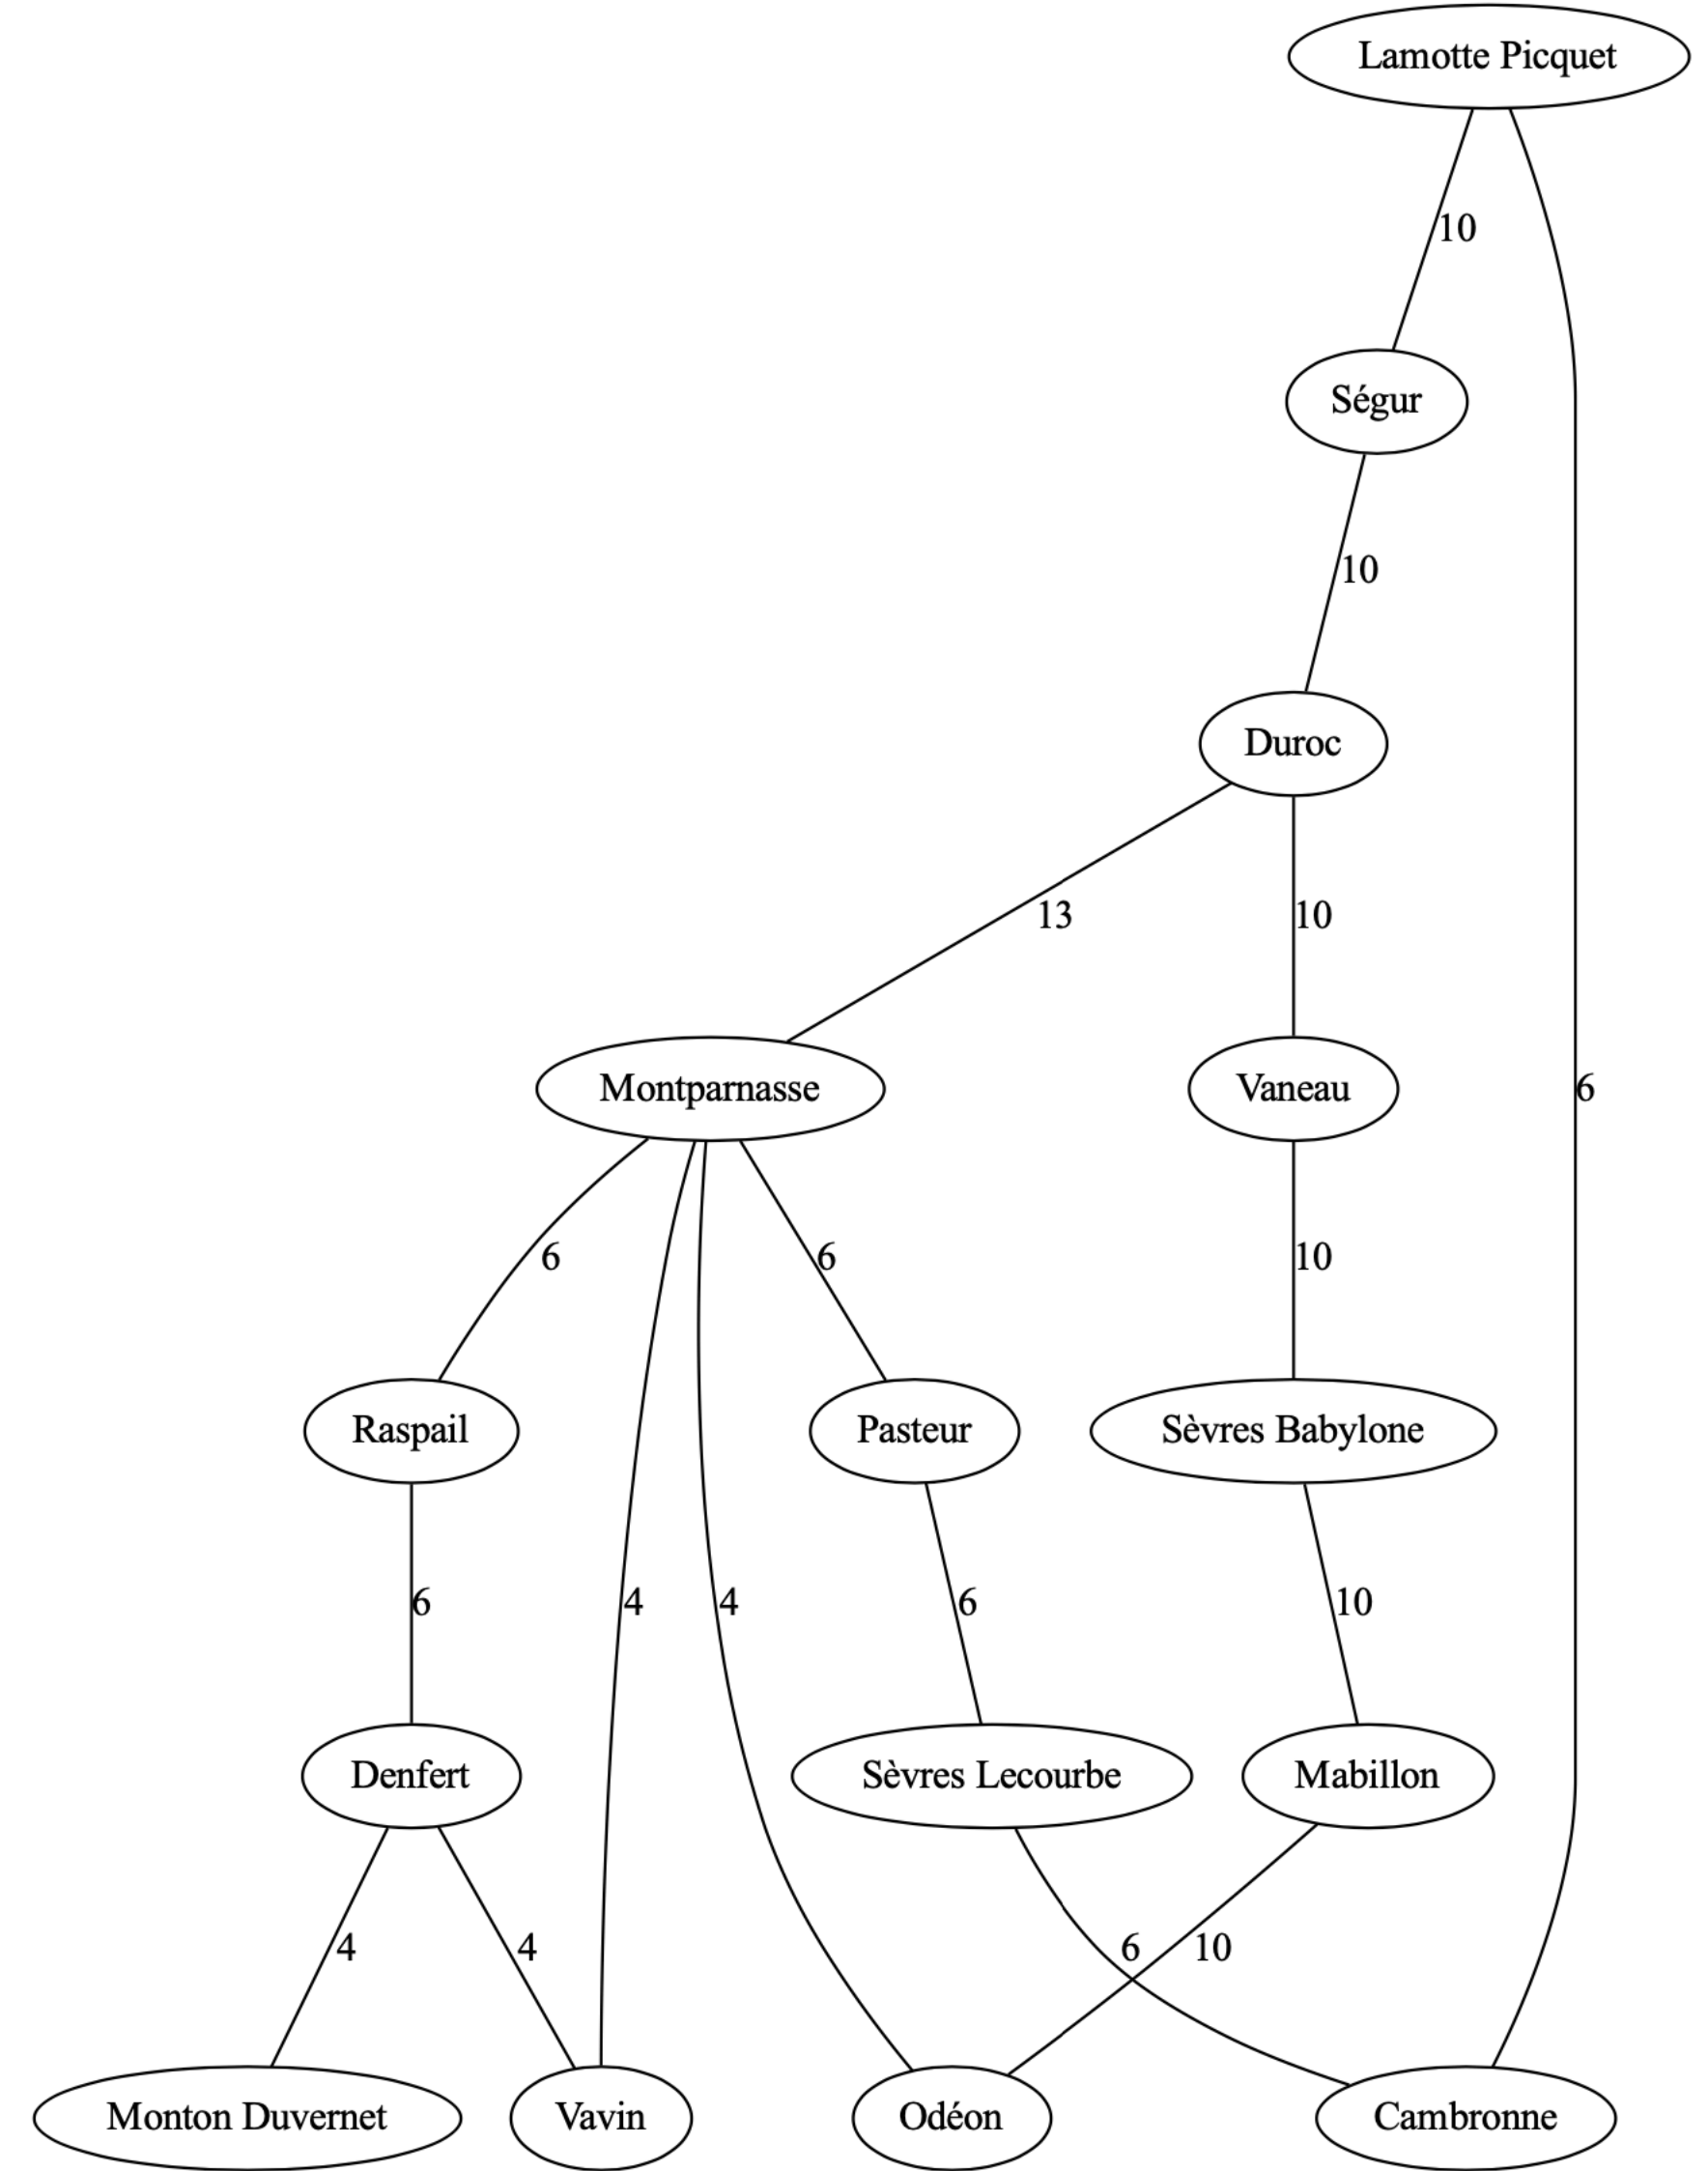 Lamotte Picquet
10
Ségur
10
Duroc
13
10
Montparnasse
Vaneau
6
6
6
10
Raspail
Pasteur
Sèvres Babylone
6
4
4
6
10
Denfert
Sèvres Lecourbe
Mabillon
4
4
6
10
Monton Duvernet
Vavin
Odéon
Cambronne